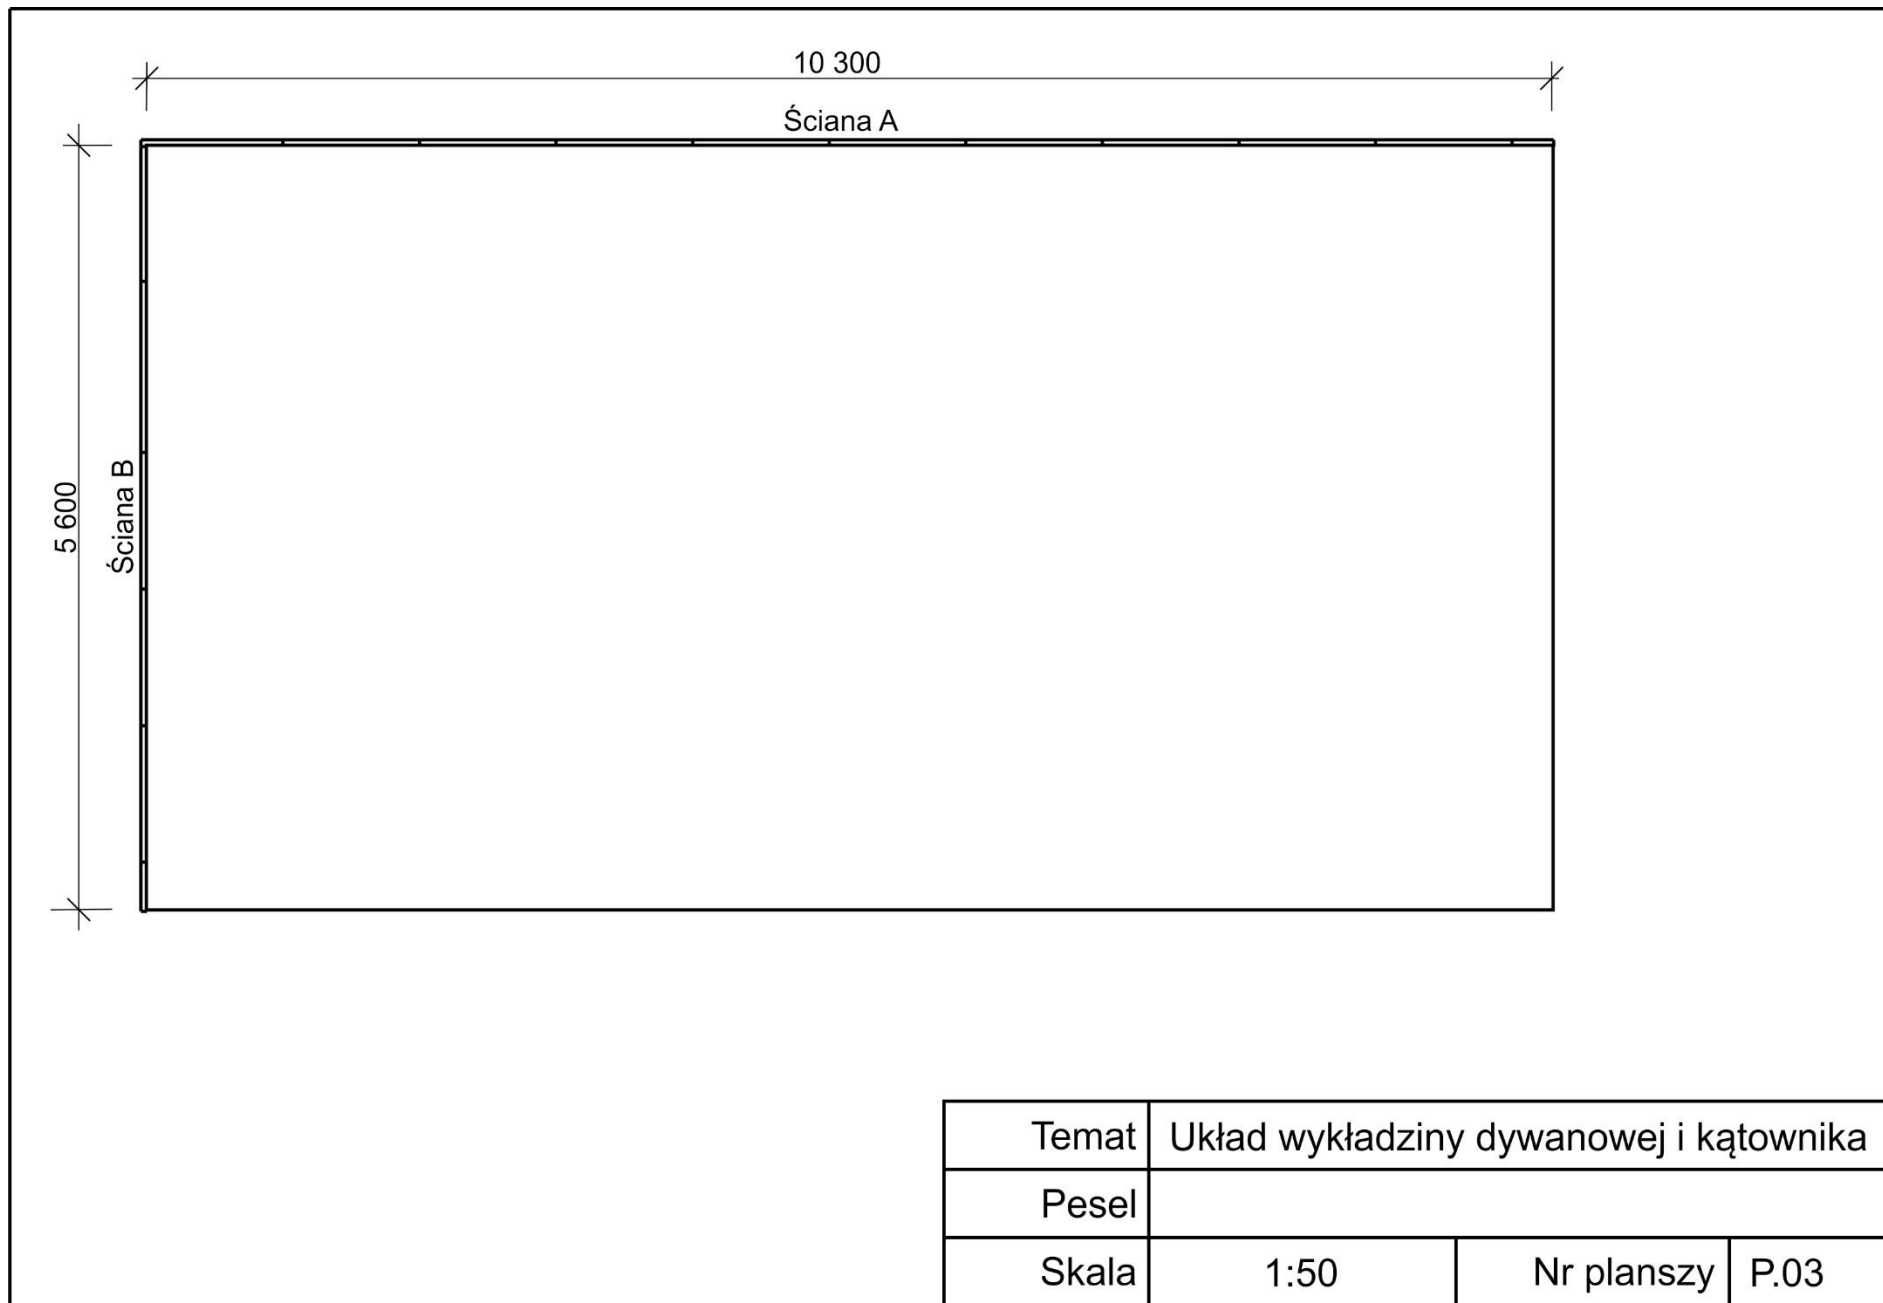 10 300
Ściana A
5 600
Ściana B
Temat Układ wykładziny dywanowej i kątownika
Pesel
Skala 1:50 Nr planszy P.03